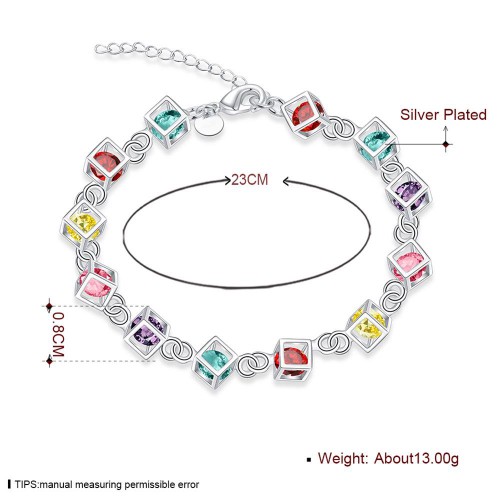 Silver Plated
23CM
0.8CM
Weight: About13.00g
TIPS:manual measuring permissible error